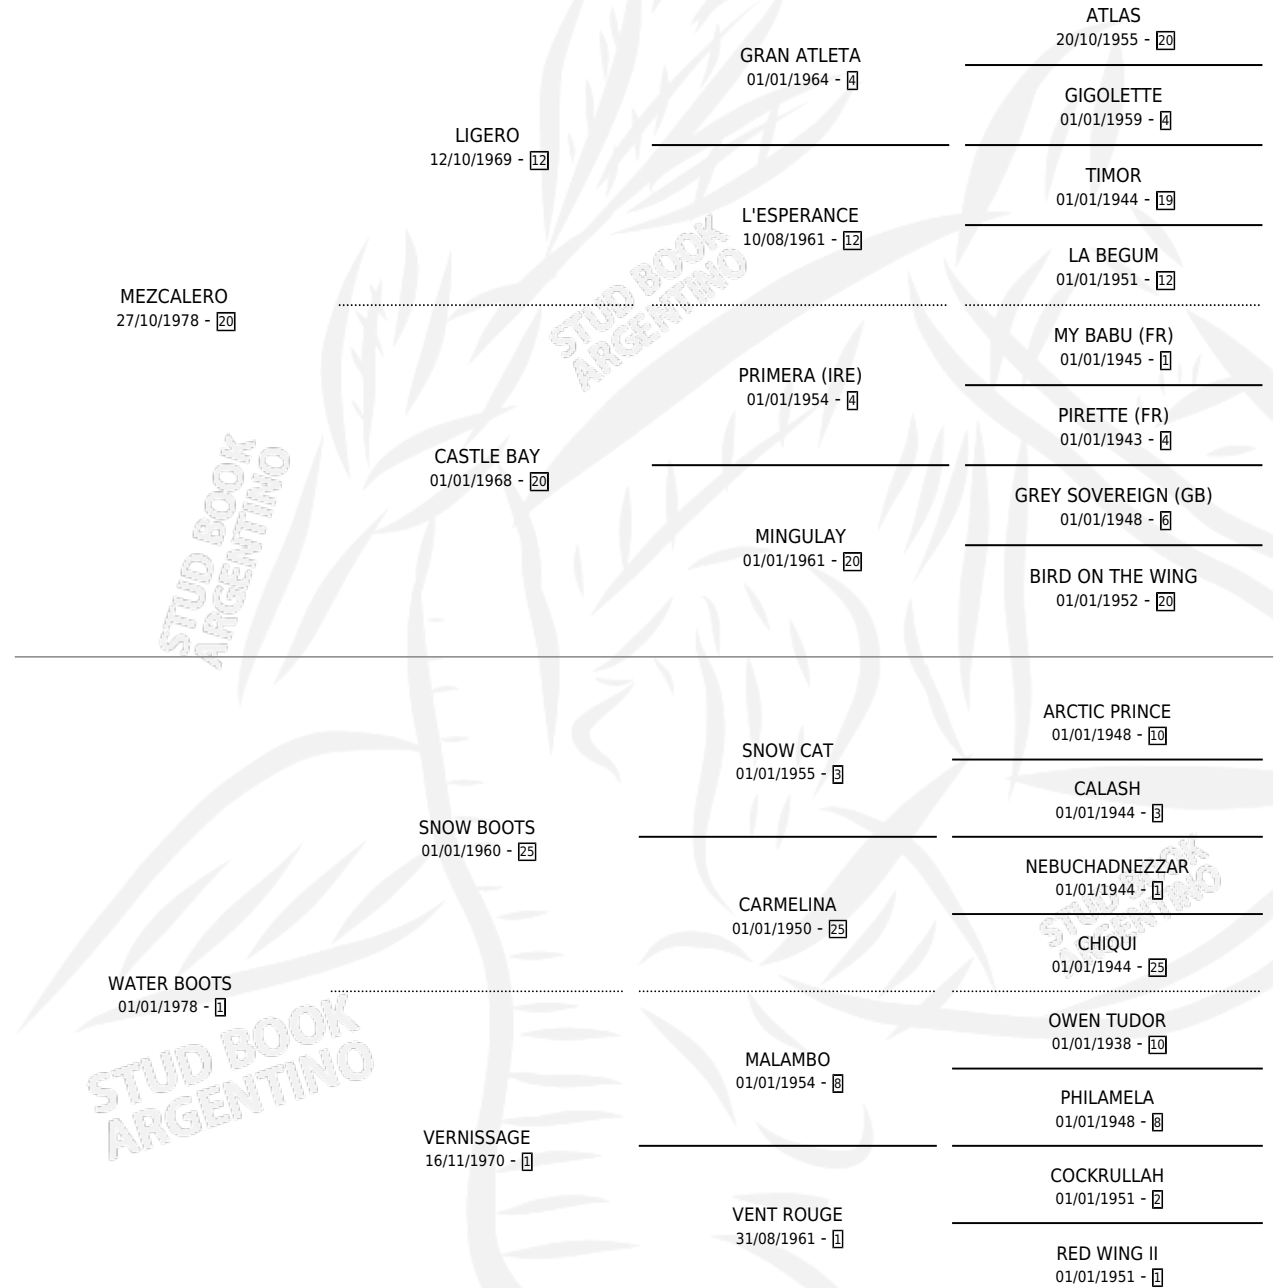 ATLAS
20/10/1955 - 20
GRAN ATLETA
01/01/1964 - 4
GIGOLETTE
01/01/1959 - 4
LIGERO
12/10/1969 - 12
TIMOR
01/01/1944 - 19
L'ESPERANCE
10/08/1961 - 12
LA BEGUM
01/01/1951 - 12
MEZCALERO
27/10/1978 - 20
MY BABU (FR)
01/01/1945 - 1
PRIMERA (IRE)
01/01/1954 - 4
PIRETTE (FR)
01/01/1943 - 4
CASTLE BAY
01/01/1968 - 20
GREY SOVEREIGN (GB)
01/01/1948 - 6
MINGULAY
01/01/1961 - 20
BIRD ON THE WING
01/01/1952 - 20
STUD BOOK
ARGENTINO
STUD BOOK
ARGENTINO
ARCTIC PRINCE
01/01/1948 - 10
SNOW CAT
01/01/1955 - 3
CALASH
01/01/1944 - 3
SNOW BOOTS
01/01/1960 - 25
NEBUCHADNEZZAR
01/01/1944 - 1
CARMELINA
01/01/1950 - 25
CHIQUI
01/01/1944 - 25
STUD BOOK
ARGENTINO
WATER BOOTS
01/01/1978 - 1
OWEN TUDOR
01/01/1938 - 10
MALAMBO
01/01/1954 - 8
PHILAMELA
01/01/1948 - 8
STUD BOOK
ARGENTINO
VERNISSAGE
16/11/1970 - 1
COCKRULLAH
01/01/1951 - 2
VENT ROUGE
31/08/1961 - 1
RED WING II
01/01/1951 - 1